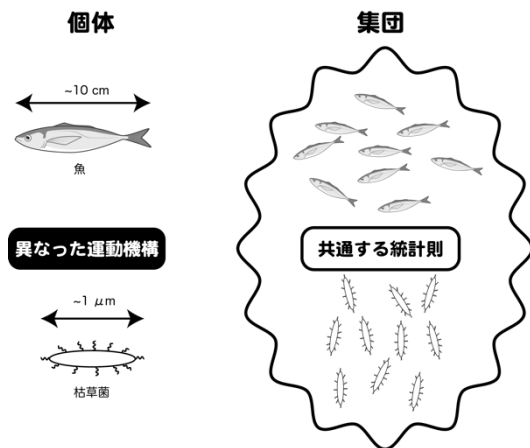 個体
集団
~10 cm
魚
異なった運動機構
共通する統計則
~1 μm
枯草菌